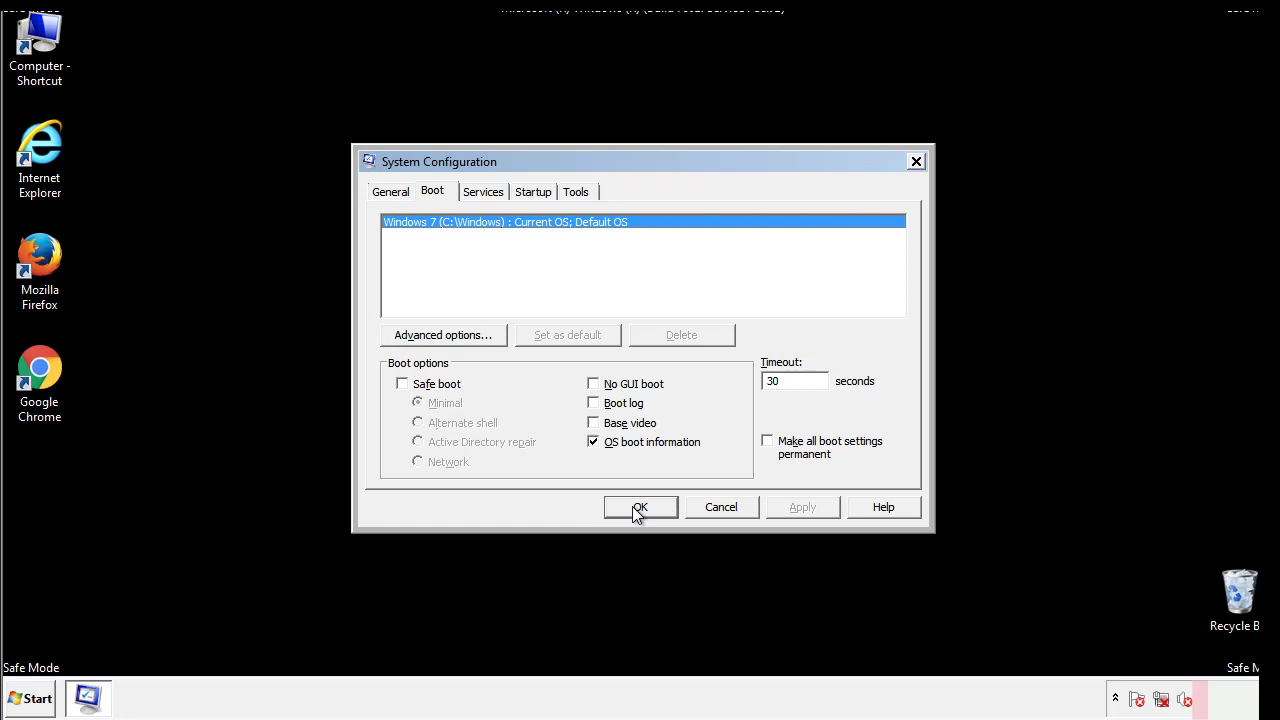 Computer -
Shortcut
Internet
Explorer
Mozilla
Firefox
Google
Chrome
System Configuration
General Boot Services Startup Tools
Windows 7 (C:\Windows) : Current OS; Default OS
Advanced options... Set as default Delete
Boot options
Safe boot
Minimal
Alternate shell
Active Directory repair
Network
No GUI boot
Boot log
Base video
OS boot information
Timeout:
30 seconds
Make all boot settings
permanent
OK Cancel Apply Help
Recycle B
Safe Mode
Safe M
Start